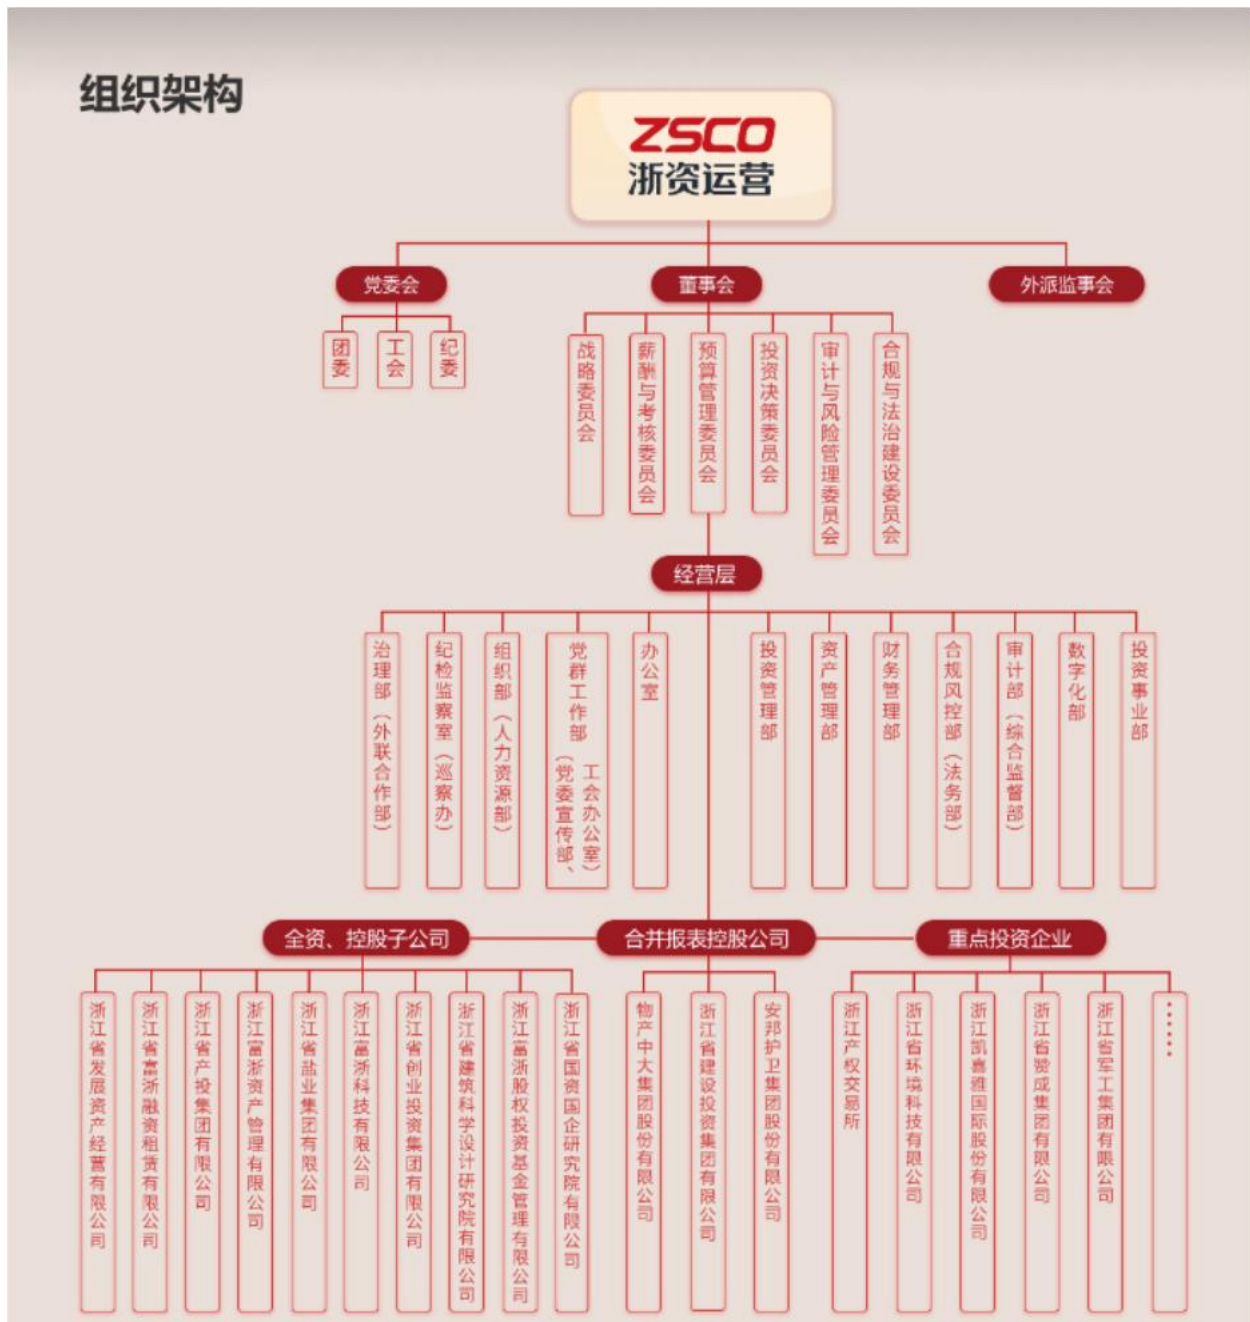 组织架构
ZSCO
浙资运营
党委会
董事会
外派监事会
团委
工会
纪委
战略委员会
薪酬与考核委员会
预算管理委员会
投资决策委员会
审计与风险管理委员会
合规与法治建设委员会
经营层
治理部（外联合作部）
纪检监察室（巡察办）
组织部（人力资源部）
党群工作部
（党委宣传部、
工会办公室）
办公室
投资管理部
资产管理部
财务管理部
合规风控部（法务部）
审计部（综合监督部）
数字化部
投资事业部
全资、控股子公司
合并报表控股公司
重点投资企业
浙江省发展资产经营有限公司
浙江省富浙融资租赁有限公司
浙江省产投集团有限公司
浙江富浙资产管理有限公司
浙江省盐业集团有限公司
浙江富浙科技有限公司
浙江省创业投资集团有限公司
浙江省建筑科学设计研究院有限公司
浙江富浙股权投资基金管理有限公司
浙江省国资国企研究院有限公司
物产中大集团股份有限公司
浙江省建设投资集团有限公司
安邦护卫集团股份有限公司
浙江产权交易所
浙江省环境科技有限公司
浙江凯喜雅国际股份有限公司
浙江省赞成集团有限公司
浙江省军工集团有限公司
······